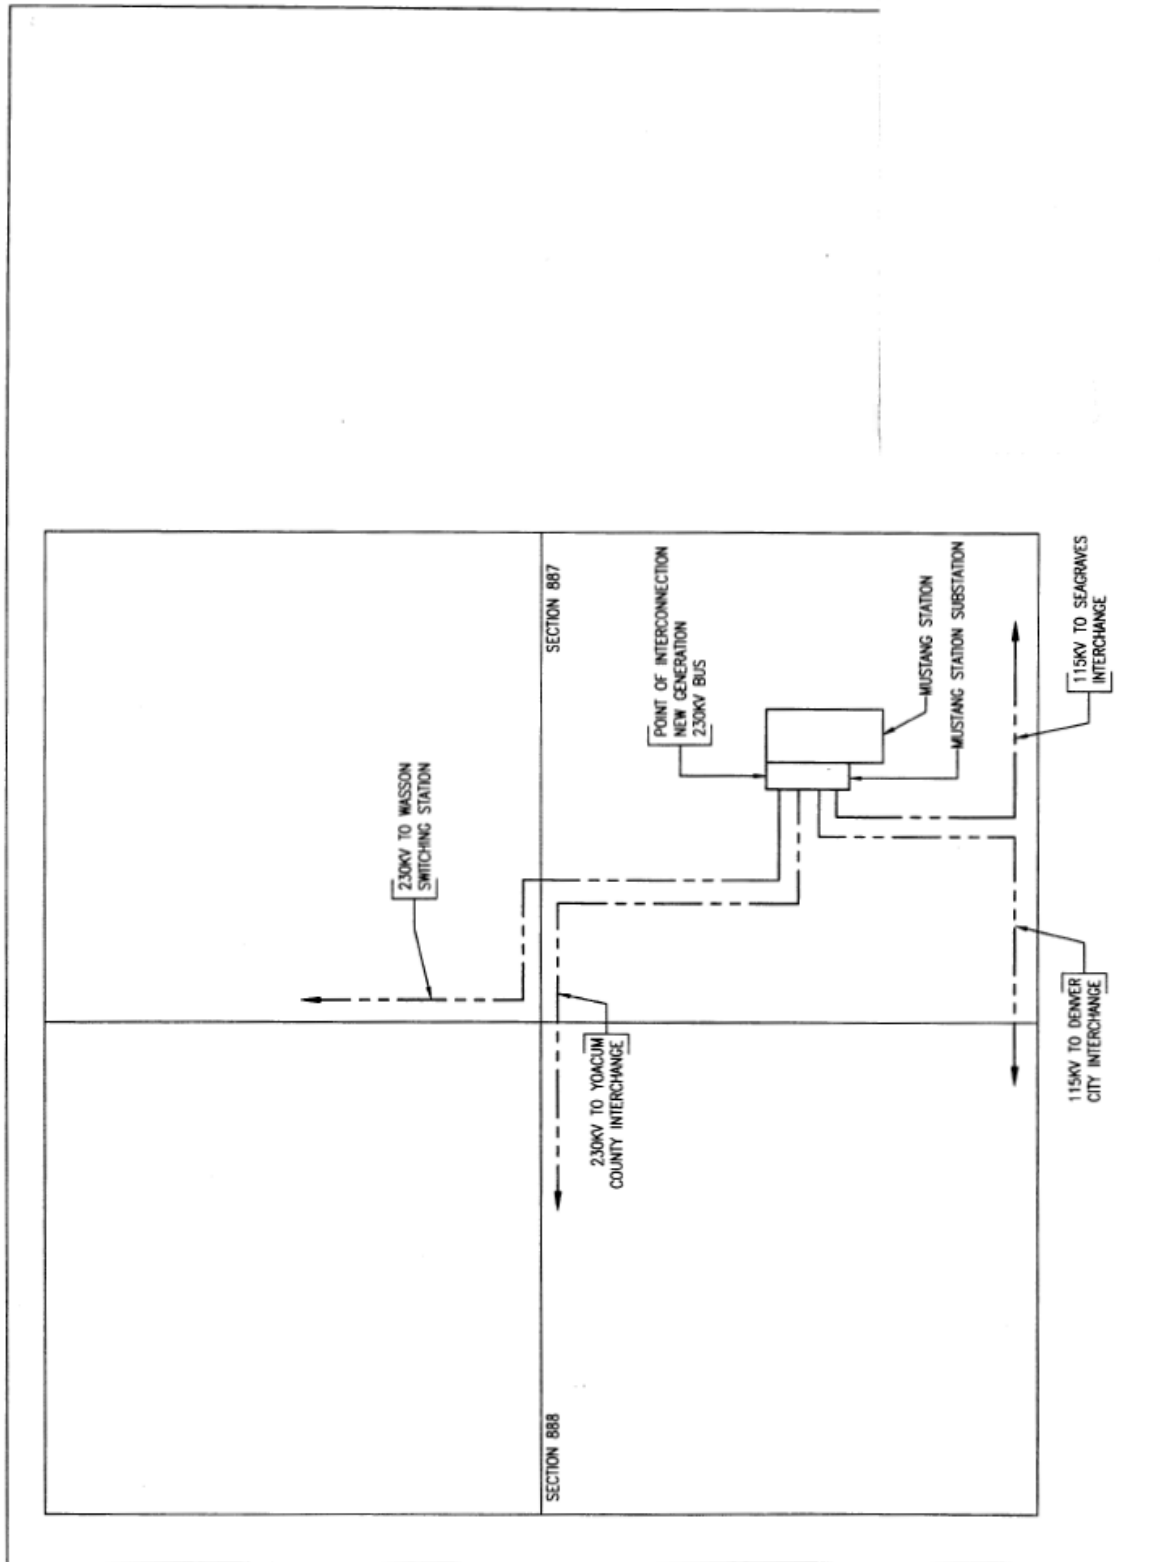 SECTION 888
SECTION 887
230KV TO WASSON
SWITCHING STATION
230KV TO YOACUM
COUNTY INTERCHANGE
POINT OF INTERCONNECTION
NEW GENERATION
230KV BUS
MUSTANG STATION
MUSTANG STATION SUBSTATION
115KV TO DENVER
CITY INTERCHANGE
115KV TO SEAGRAVES
INTERCHANGE